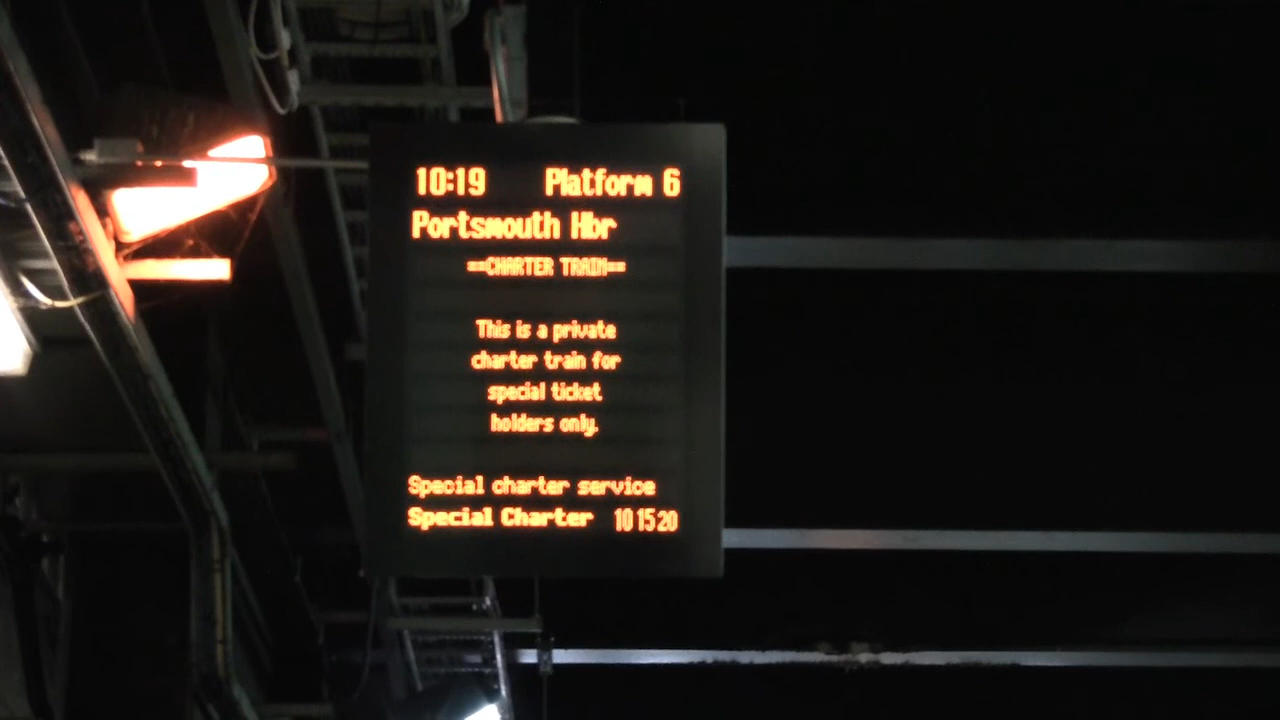 10:19 Platform 6
Portsmouth Hbr
==CHARTER TRAIN==
This is a private
charter train for
special ticket
holders only.
Special charter service
Special Charter 10 15 20